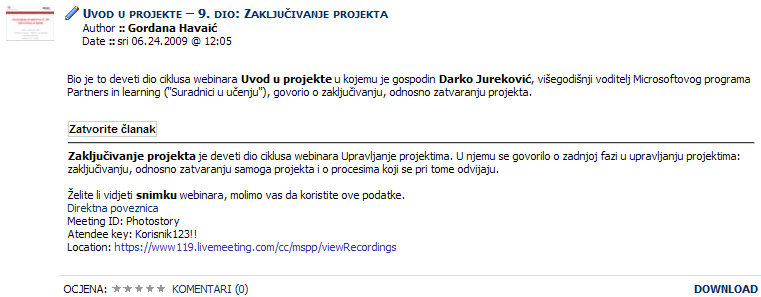 Uvod u projekte – 9. dio: Zaključivanje projekta
Author :: Gordana Havaić
Date :: sri 06.24.2009 @ 12:05
Bio je to deveti dio ciklusa webinara Uvod u projekte u kojemu je gospodin Darko Jureković, višegodišnji voditelj Microsoftovog programa
Partners in learning ("Suradnici u učenju"), govorio o zaključivanju, odnosno zatvaranju projekta.
Zatvorite članak
Zaključivanje projekta je deveti dio ciklusa webinara Upravljanje projektima. U njemu se govorilo o zadnjoj fazi u upravljanju projektima:
zaključivanju, odnosno zatvaranju samoga projekta i o procesima koji se pri tome odvijaju.
Želite li vidjeti snimku webinara, molimo vas da koristite ove podatke.
Direktna poveznica
Meeting ID: Photostory
Atendee key: Korisnik123!!
Location: https://www119.livemeeting.com/cc/mspp/viewRecordings
OCJENA: KOMENTARI (0) DOWNLOAD